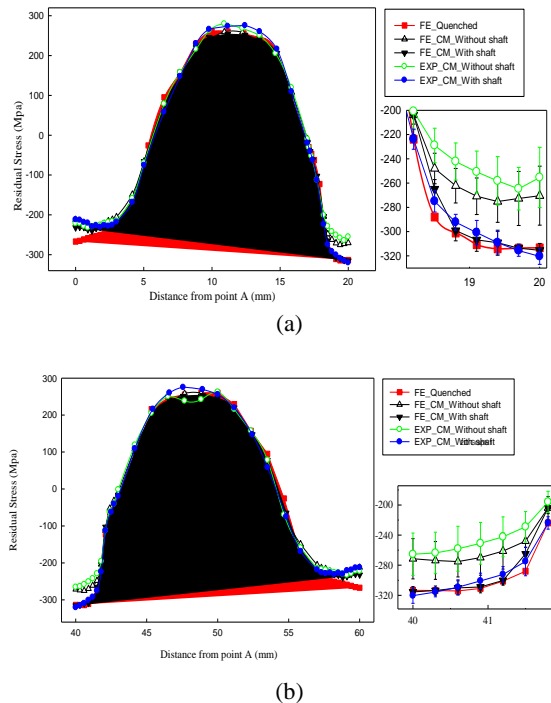 300
200
100
0
-100
-200
-300
Residual Stress (Mpa)
0
5
10
15
20
Distance from point A (mm)
FE_Quenched
FE_CM_Without shaft
FE_CM_With shaft
EXP_CM_Without shaft
EXP_CM_With shaft
-200
-220
-240
-260
-280
-300
-320
19
20
(a)
300
200
100
0
-100
-200
-300
Residual Stress (Mpa)
40
45
50
55
60
Distance from point A (mm)
FE_Quenched
FE_CM_Without shaft
FE_CM_With shaft
EXP_CM_Without shaft
EXP_CM_With
-200
-240
-280
-320
40
41
(b)